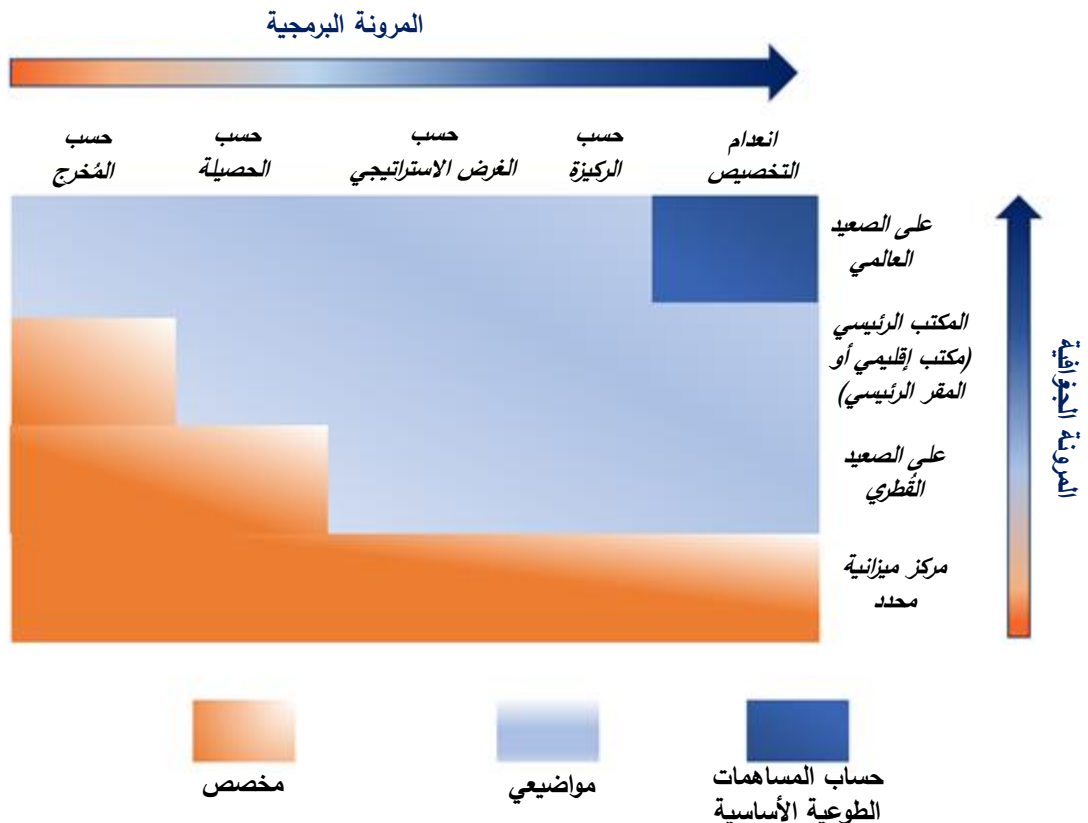 المرونة البرمجية
انعدام
التخصيص
حسب
الركيزة
حسب
الغرض الاستراتيجي
حسب
الحصيلة
حسب
المُخرج
على الصعيد
العالمي
المكتب الرئيسي
(مكتب إقليمي أو
المقر الرئيسي)
على الصعيد
القُطري
مركز ميزانية
محدد
المرونة الجغرافية
حساب المساهمات
الطوعية الأساسية
مواضيعي
مخصص